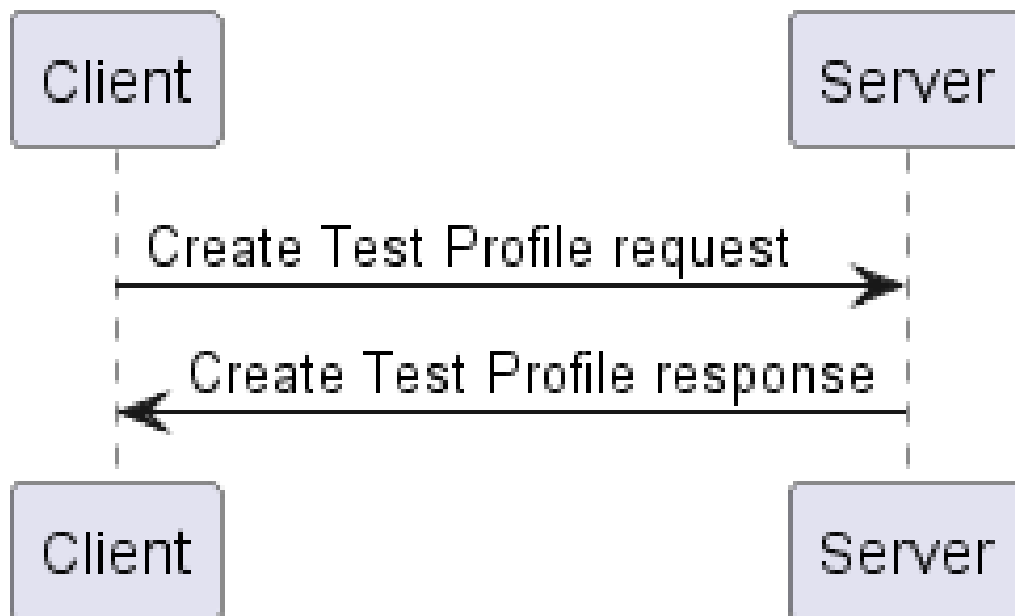 Client
Server
Create Test Profile request
Create Test Profile response
Client
Server